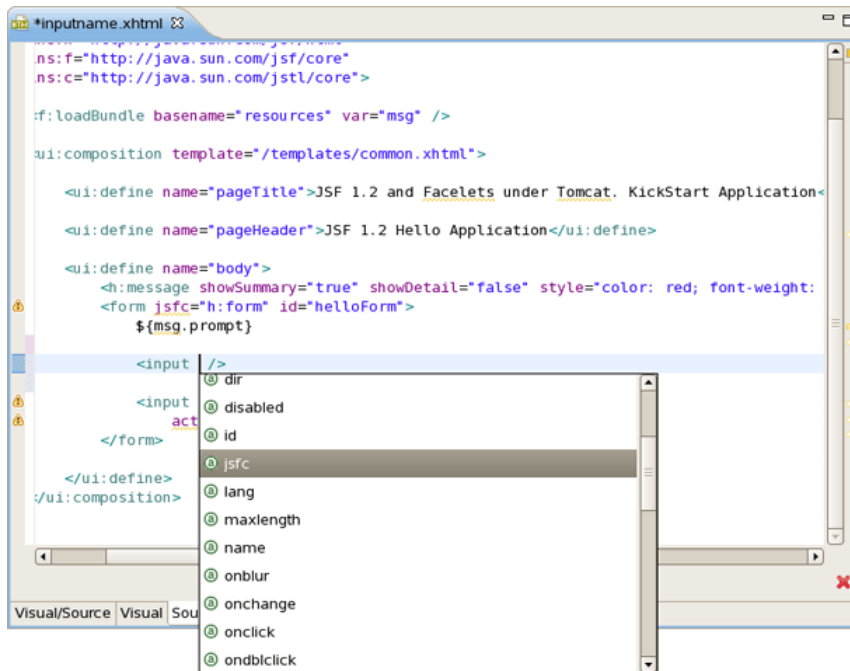 *inputname.xhtml
ns:f="http://java.sun.com/jsf/core"
ns:c="http://java.sun.com/jstl/core">
f:loadBundle basename="resources" var="msg" />
ui:composition template="/templates/common.xhtml">
<ui:define name="pageTitle">JSF 1.2 and Facelets under Tomcat. KickStart Application<
<ui:define name="pageHeader">JSF 1.2 Hello Application</ui:define>
<ui:define name="body">
<h:message showSummary="true" showDetail="false" style="color: red; font-weight:
<form jsfc="h:form" id="helloForm">
${msg.prompt}
<input />
dir
disabled
<input
id
act
</form>
jsfc
</ui:define>
lang
/ui:composition>
maxlength
name
onblur
onchange
Visual/Source Visual Sou
onclick
ondblclick